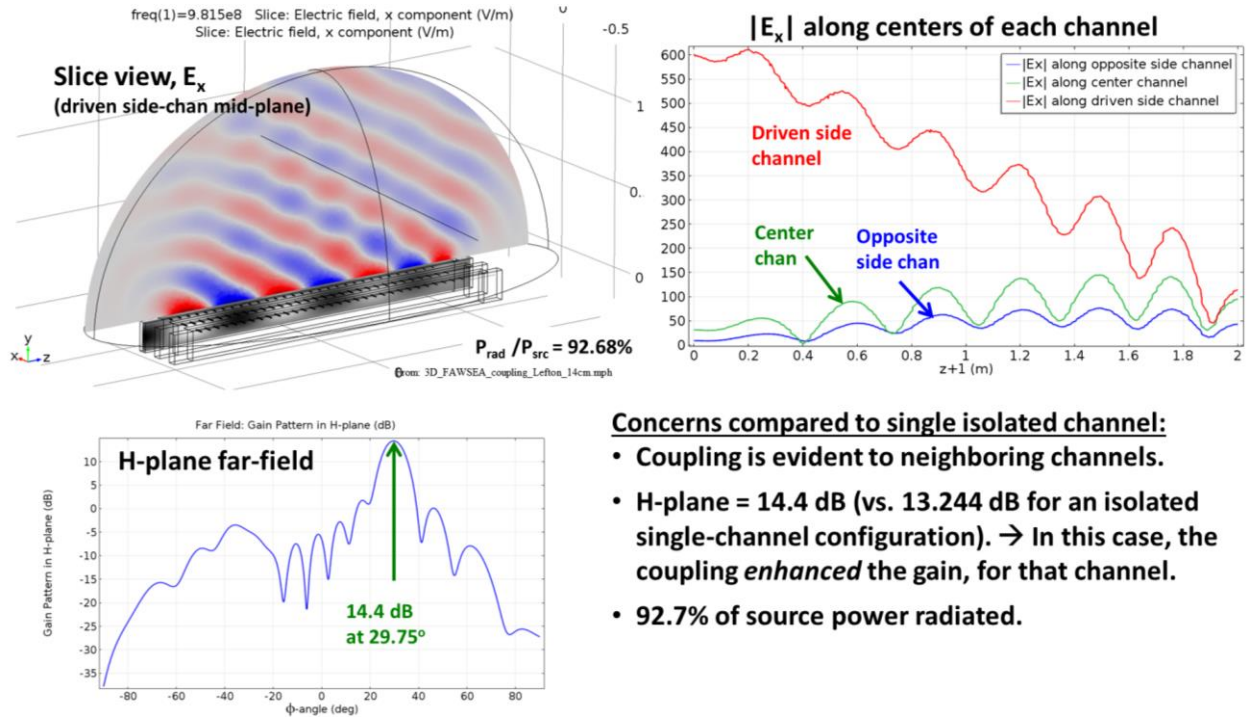 freq(1)=9.815e8 Slice: Electric field, x component (V/m)
Slice: Electric field, x component (V/m)
0
-0.5
Slice view, Eₓ
(driven side-chan mid-plane)
1
0.
0
y
x z
P_rad /P_src = 92.68%
From: 3D_FAWSEA_coupling_Lefton_14cm.mph
|Eₓ| along centers of each channel
600
550
500
450
400
350
300
250
200
150
100
50
0
|Ex| along opposite side channel
|Ex| along center channel
|Ex| along driven side channel
Driven side
channel
Center
chan
Opposite
side chan
0 0.2 0.4 0.6 0.8 1 1.2 1.4 1.6 1.8 2
z+1 (m)
Far Field: Gain Pattern in H-plane (dB)
H-plane far-field
Gain Pattern in H-plane (dB)
10
5
0
-5
-10
-15
-20
-25
-30
-35
14.4 dB
at 29.75°
-80 -60 -40 -20 0 20 40 60 80
ϕ-angle (deg)
Concerns compared to single isolated channel:
• Coupling is evident to neighboring channels.
• H-plane = 14.4 dB (vs. 13.244 dB for an isolated
single-channel configuration). → In this case, the
coupling enhanced the gain, for that channel.
• 92.7% of source power radiated.